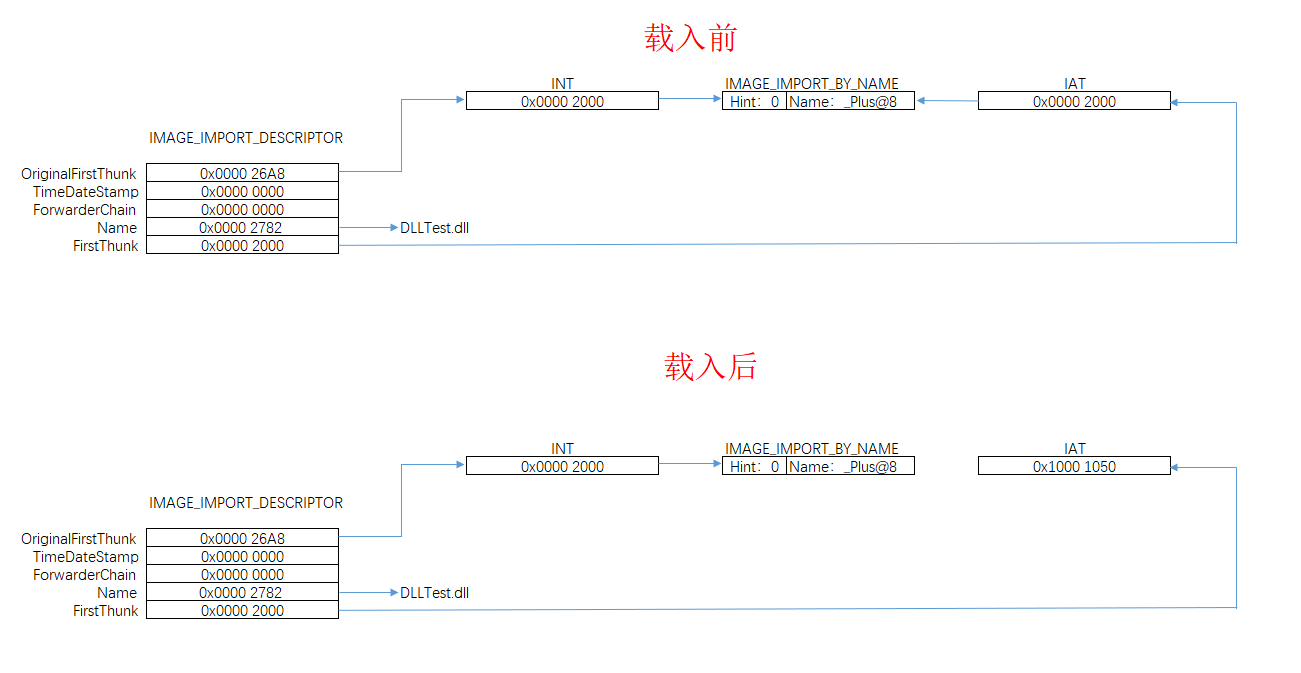 载入前
INT IMAGE_IMPORT_BY_NAME IAT
0x0000 2000 Hint: 0 Name: _Plus@8 0x0000 2000
IMAGE_IMPORT_DESCRIPTOR
OriginalFirstThunk 0x0000 26A8
TimeDateStamp 0x0000 0000
ForwarderChain 0x0000 0000
Name 0x0000 2782 DLLTest.dll
FirstThunk 0x0000 2000
载入后
INT IMAGE_IMPORT_BY_NAME IAT
0x0000 2000 Hint: 0 Name: _Plus@8 0x1000 1050
IMAGE_IMPORT_DESCRIPTOR
OriginalFirstThunk 0x0000 26A8
TimeDateStamp 0x0000 0000
ForwarderChain 0x0000 0000
Name 0x0000 2782 DLLTest.dll
FirstThunk 0x0000 2000